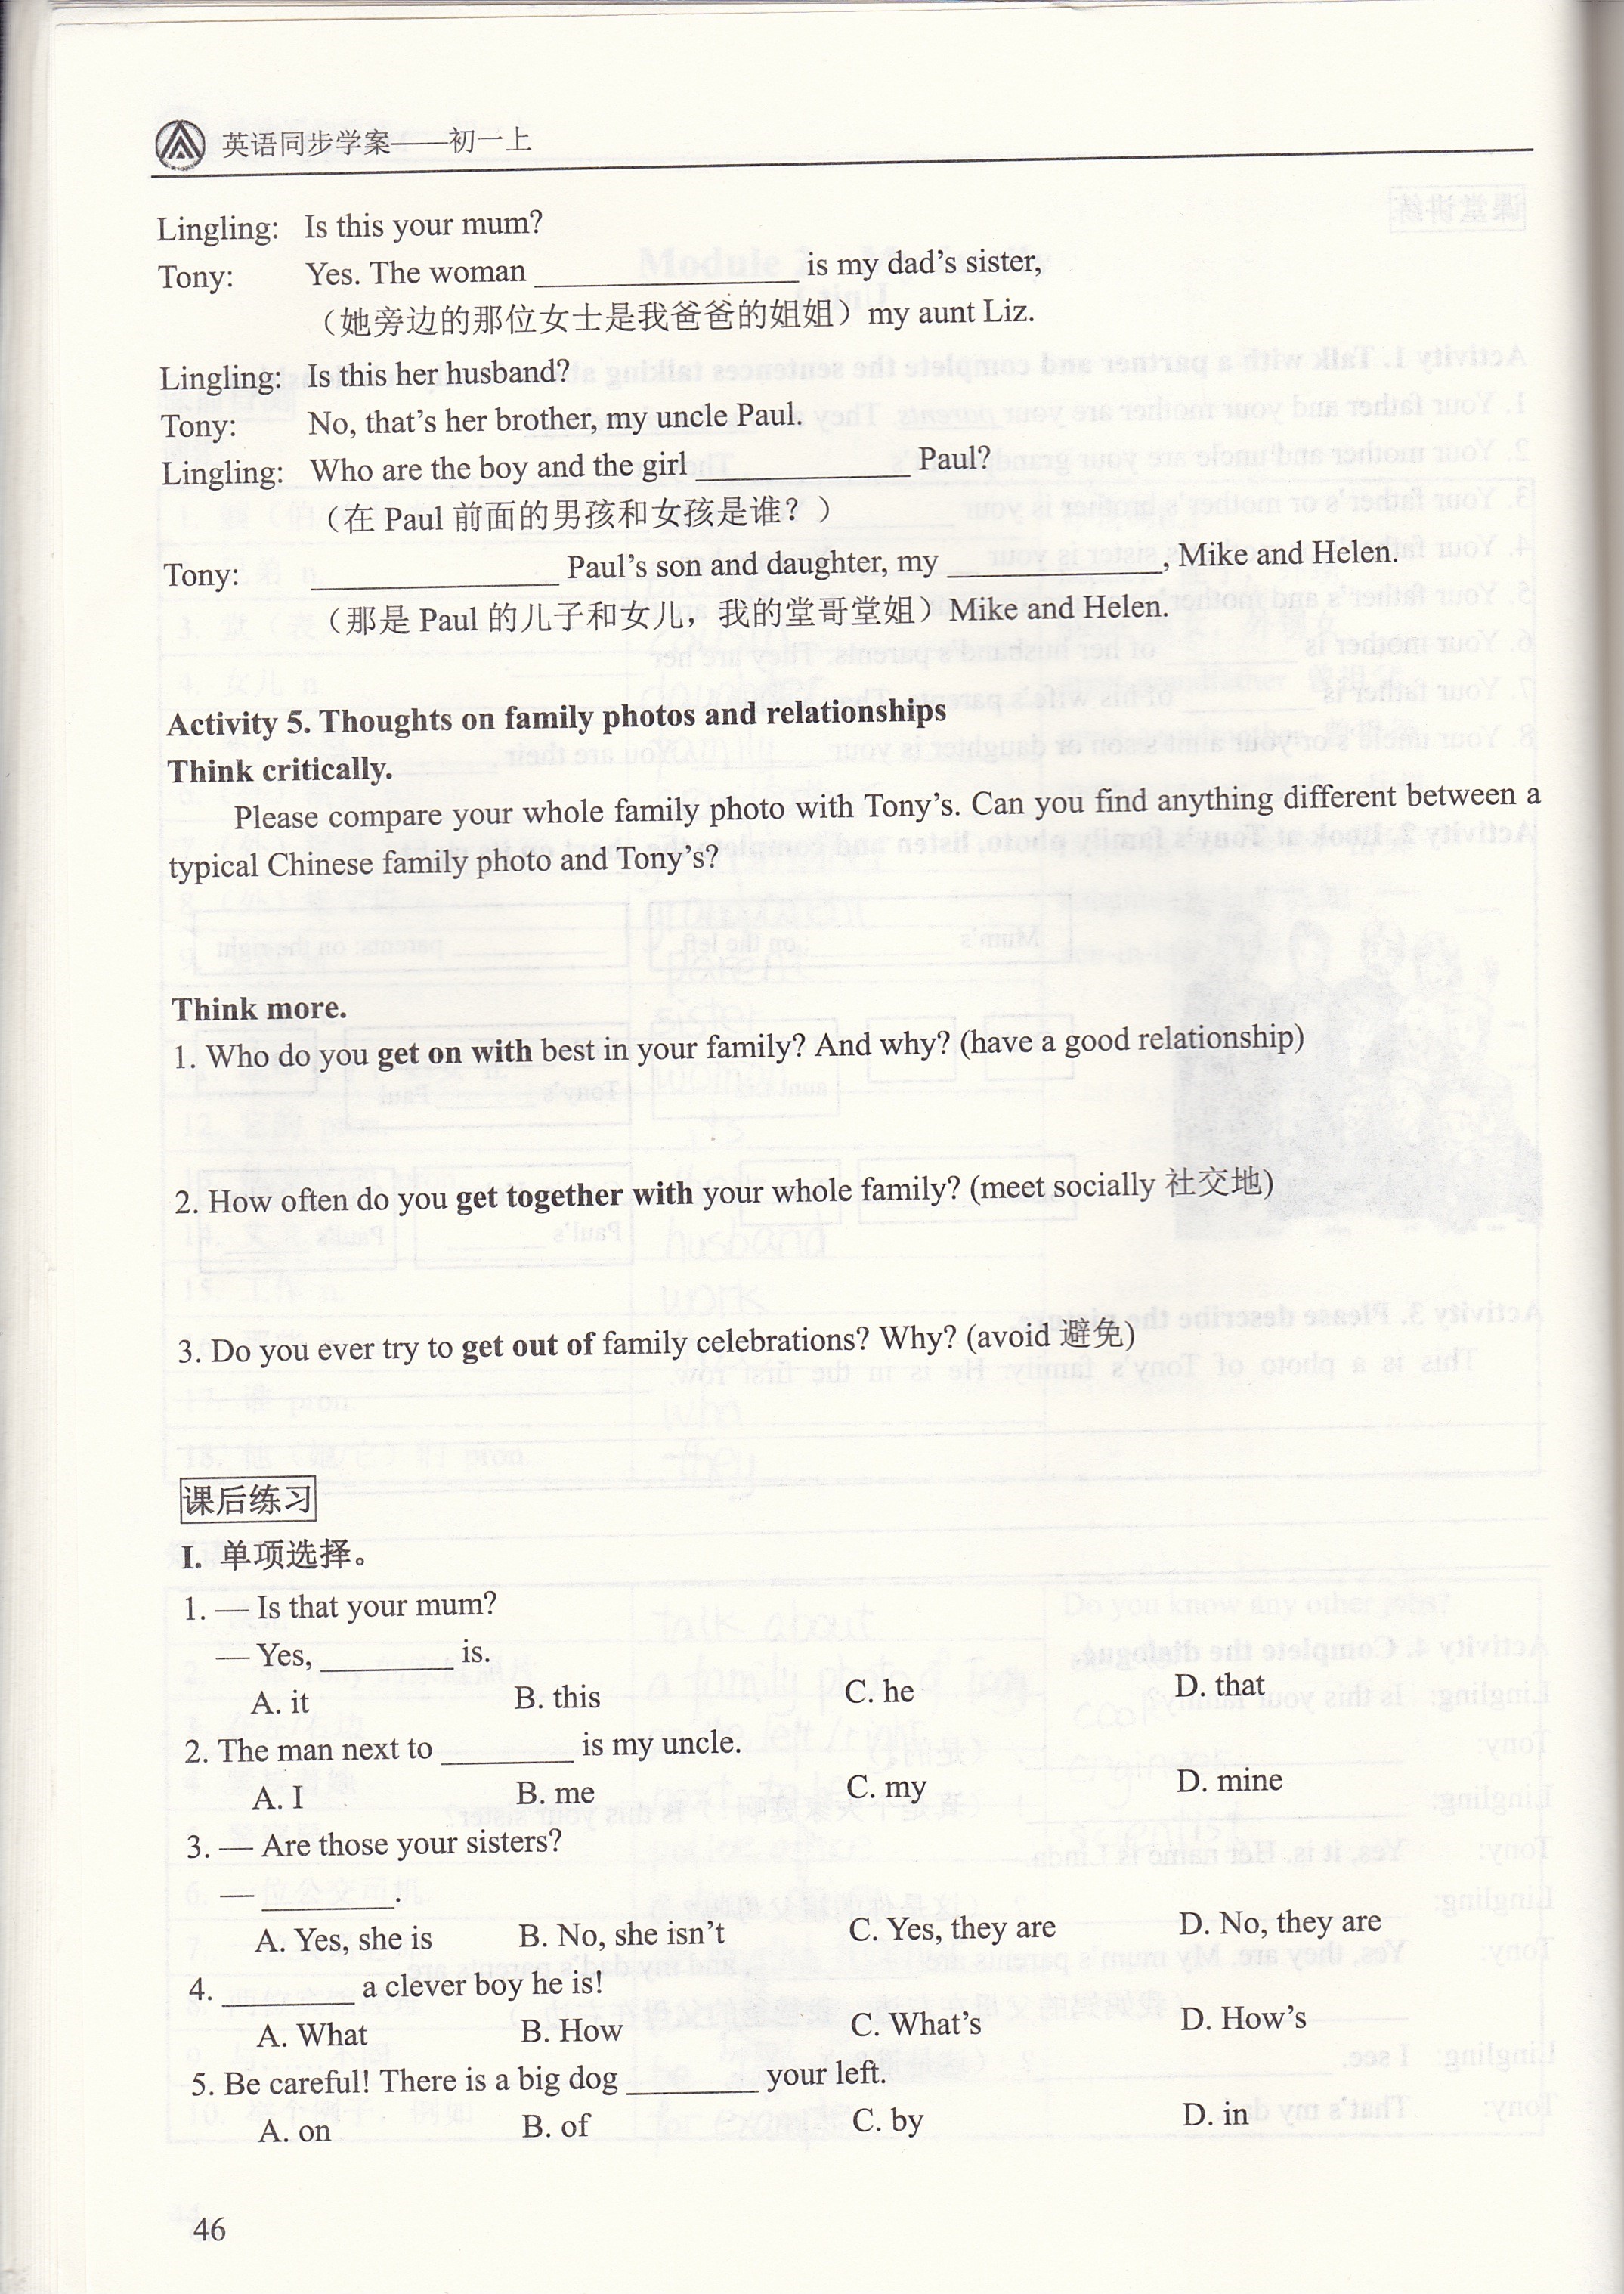 英语同步学案——初一上
Lingling: Is this your mum?
Tony: Yes. The woman ______ is my dad's sister,
（她旁边的那位女士是我爸爸的姐姐）my aunt Liz.
Lingling: Is this her husband?
Tony: No, that's her brother, my uncle Paul.
Lingling: Who are the boy and the girl ______ Paul?
（在 Paul 前面的男孩和女孩是谁？）
Tony: ______ Paul's son and daughter, my ______, Mike and Helen.
（那是 Paul 的儿子和女儿，我的堂哥堂姐）Mike and Helen.
Activity 5. Thoughts on family photos and relationships
Think critically.
Please compare your whole family photo with Tony's. Can you find anything different between a
typical Chinese family photo and Tony's?
Think more.
1. Who do you get on with best in your family? And why? (have a good relationship)
2. How often do you get together with your whole family? (meet socially 社交地)
3. Do you ever try to get out of family celebrations? Why? (avoid 避免)
课后练习
I. 单项选择。
1. — Is that your mum?
— Yes, ______ is.
A. it B. this C. he D. that
2. The man next to ______ is my uncle.
A. I B. me C. my D. mine
3. — Are those your sisters?
— ______.
A. Yes, she is B. No, she isn't C. Yes, they are D. No, they are
4. ______ a clever boy he is!
A. What B. How C. What's D. How's
5. Be careful! There is a big dog ______ your left.
A. on B. of C. by D. in
46